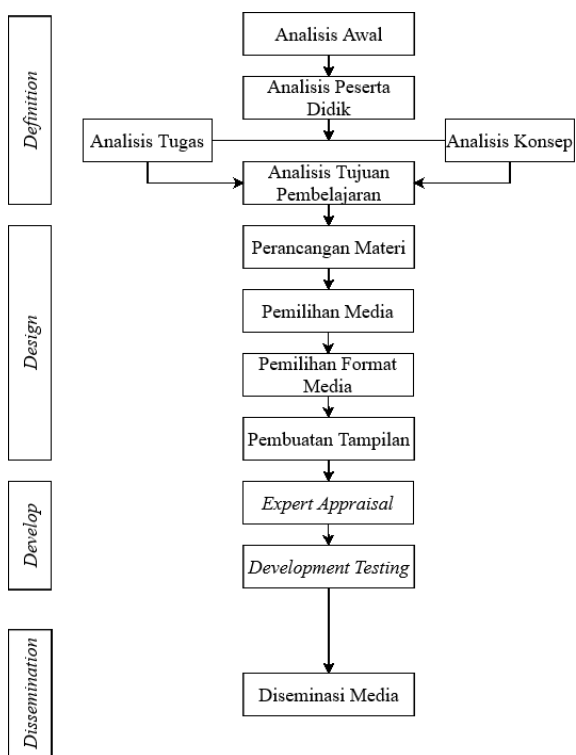 Definition
Analisis Awal
Analisis Peserta
Didik
Analisis Tugas
Analisis Konsep
Analisis Tujuan
Pembelajaran
Design
Perancangan Materi
Pemilihan Media
Pemilihan Format
Media
Pembuatan Tampilan
Develop
Expert Appraisal
Development Testing
Dissemination
Diseminasi Media